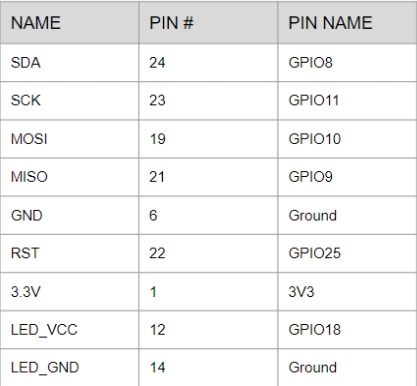 NAME PIN # PIN NAME
SDA 24 GPIO8
SCK 23 GPIO11
MOSI 19 GPIO10
MISO 21 GPIO9
GND 6 Ground
RST 22 GPIO25
3.3V 1 3V3
LED_VCC 12 GPIO18
LED_GND 14 Ground